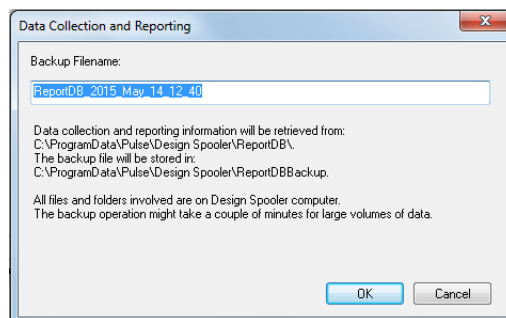 Data Collection and Reporting
Backup Filename:
ReportDB_2015_May_14_12_40
Data collection and reporting information will be retrieved from:
C:\ProgramData\Pulse\Design Spooler\ReportDB\.
The backup file will be stored in:
C:\ProgramData\Pulse\Design Spooler\ReportDBBackup.
All files and folders involved are on Design Spooler computer.
The backup operation might take a couple of minutes for large volumes of data.
OK Cancel